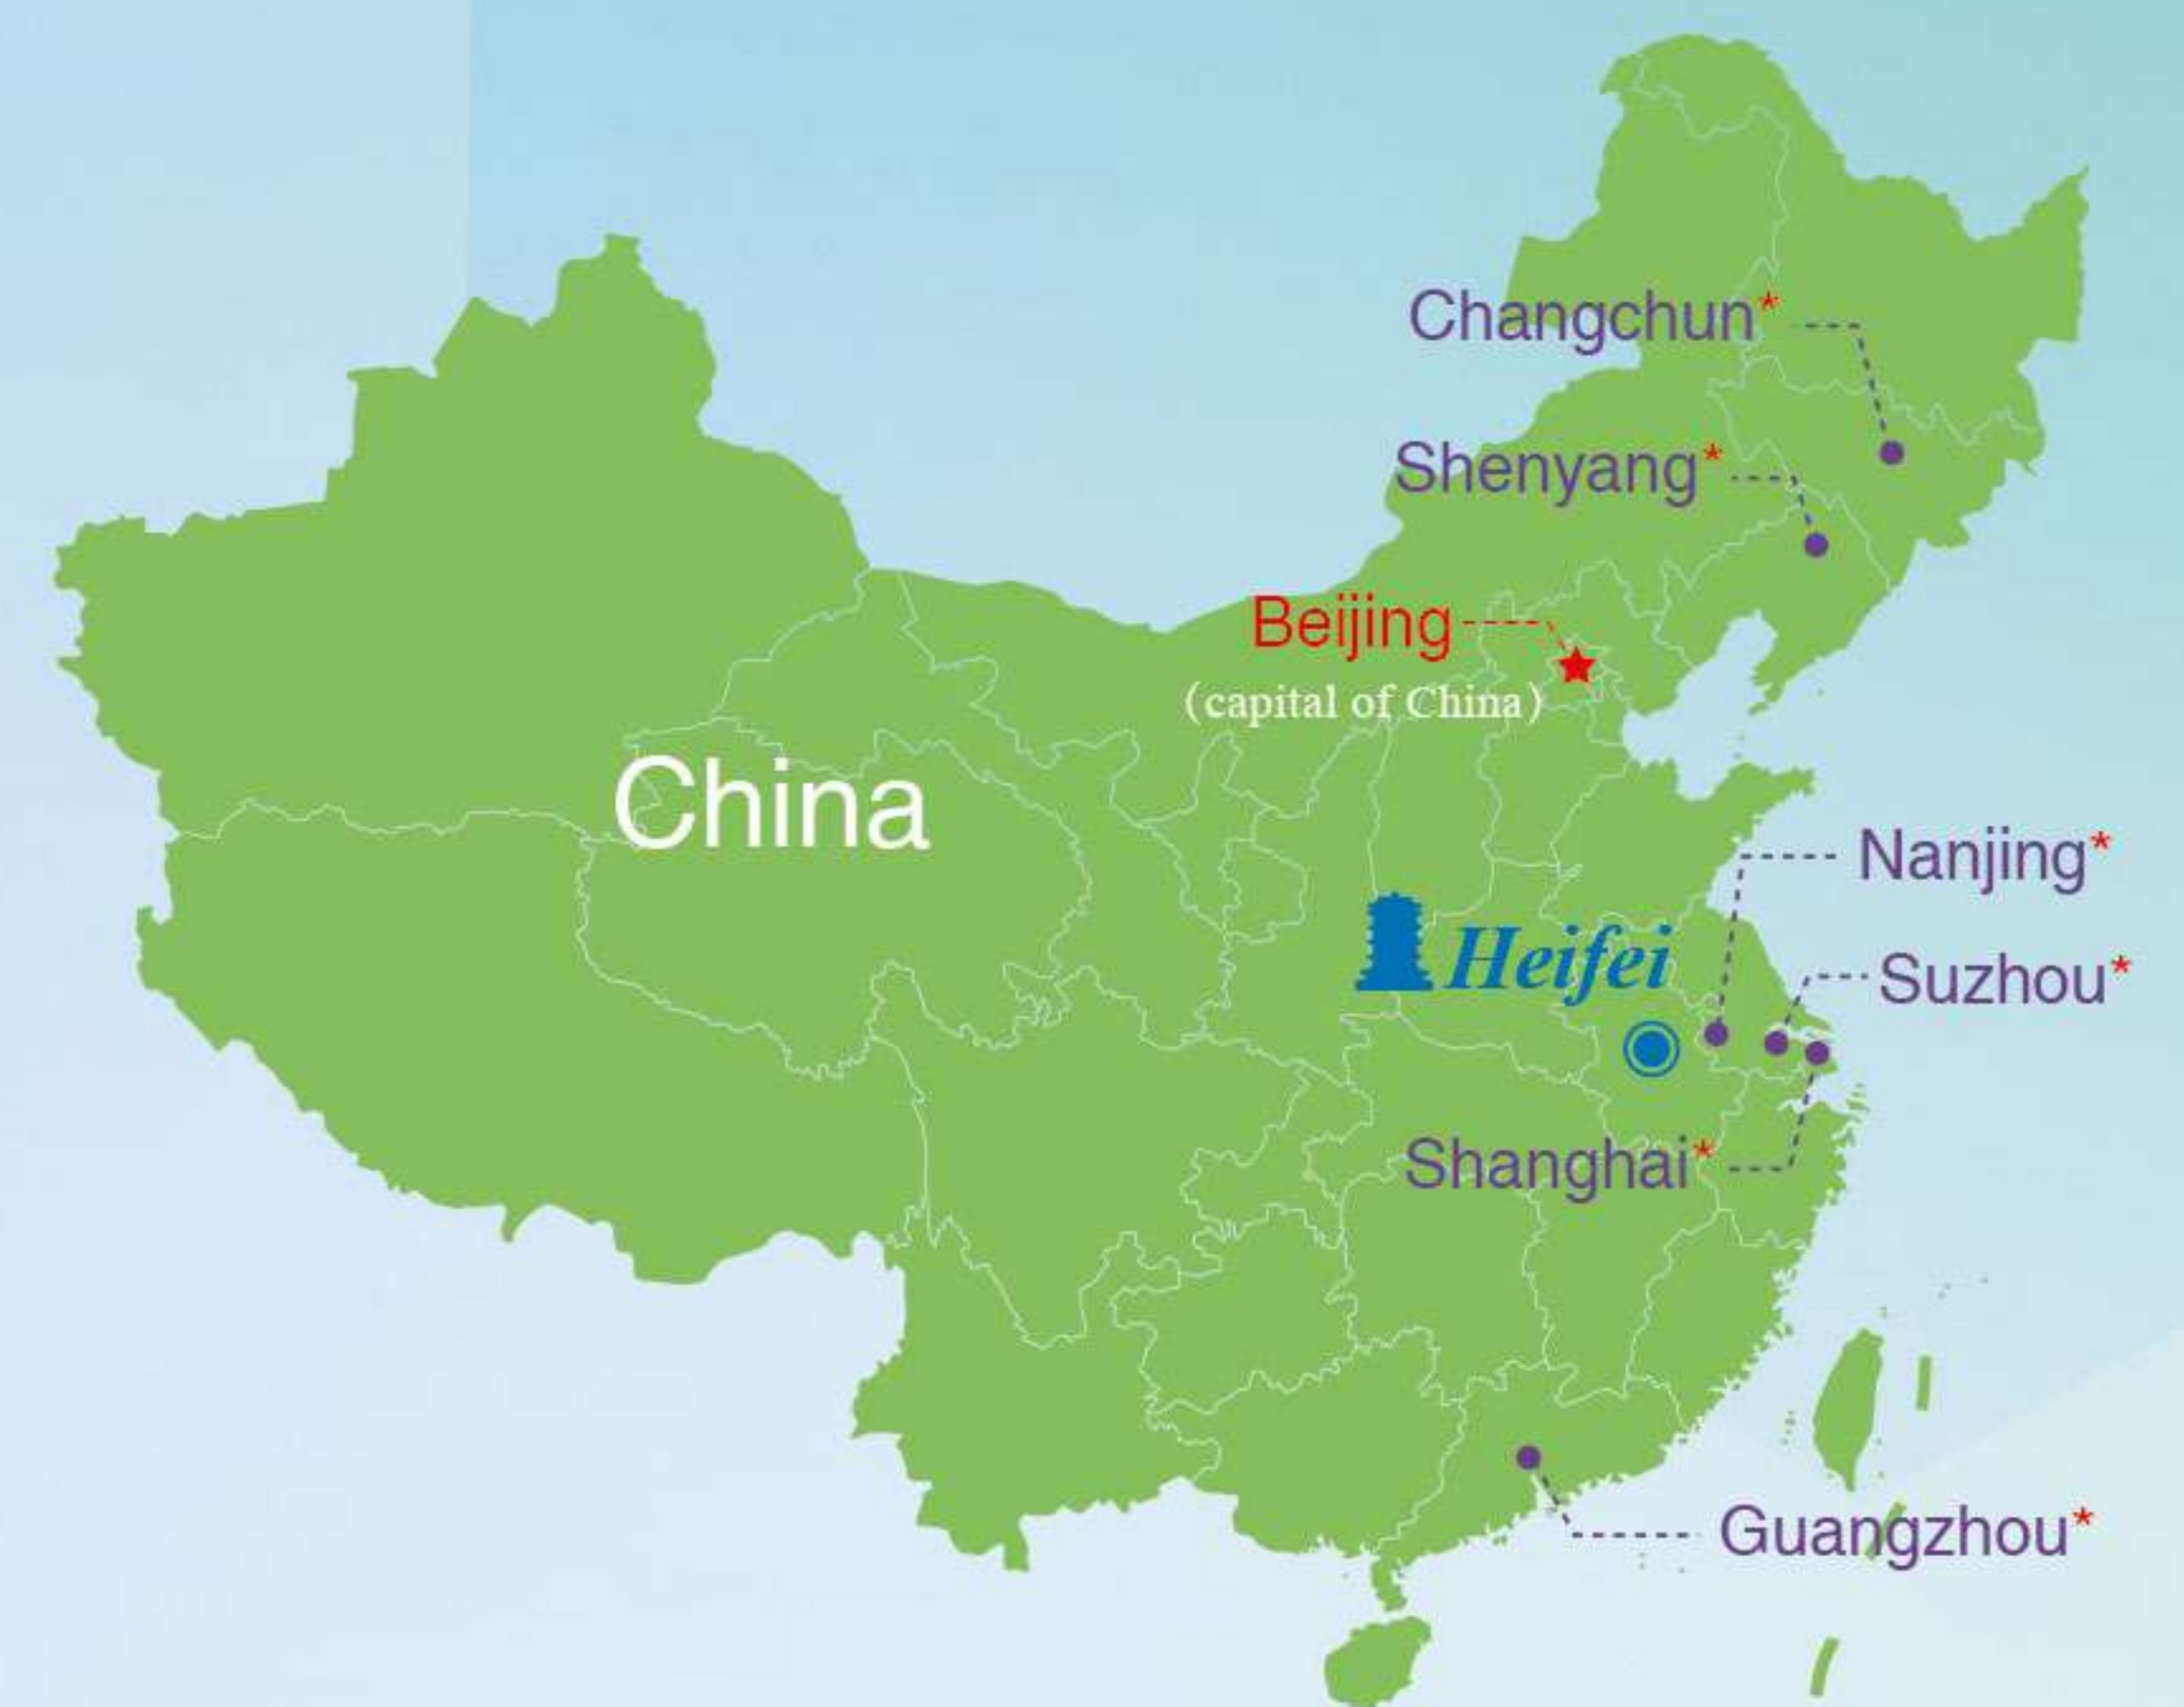 Changchun*
Shenyang*
Beijing
(capital of China)
China
Nanjing*
Heifei
Suzhou*
Shanghai*
Guangzhou*